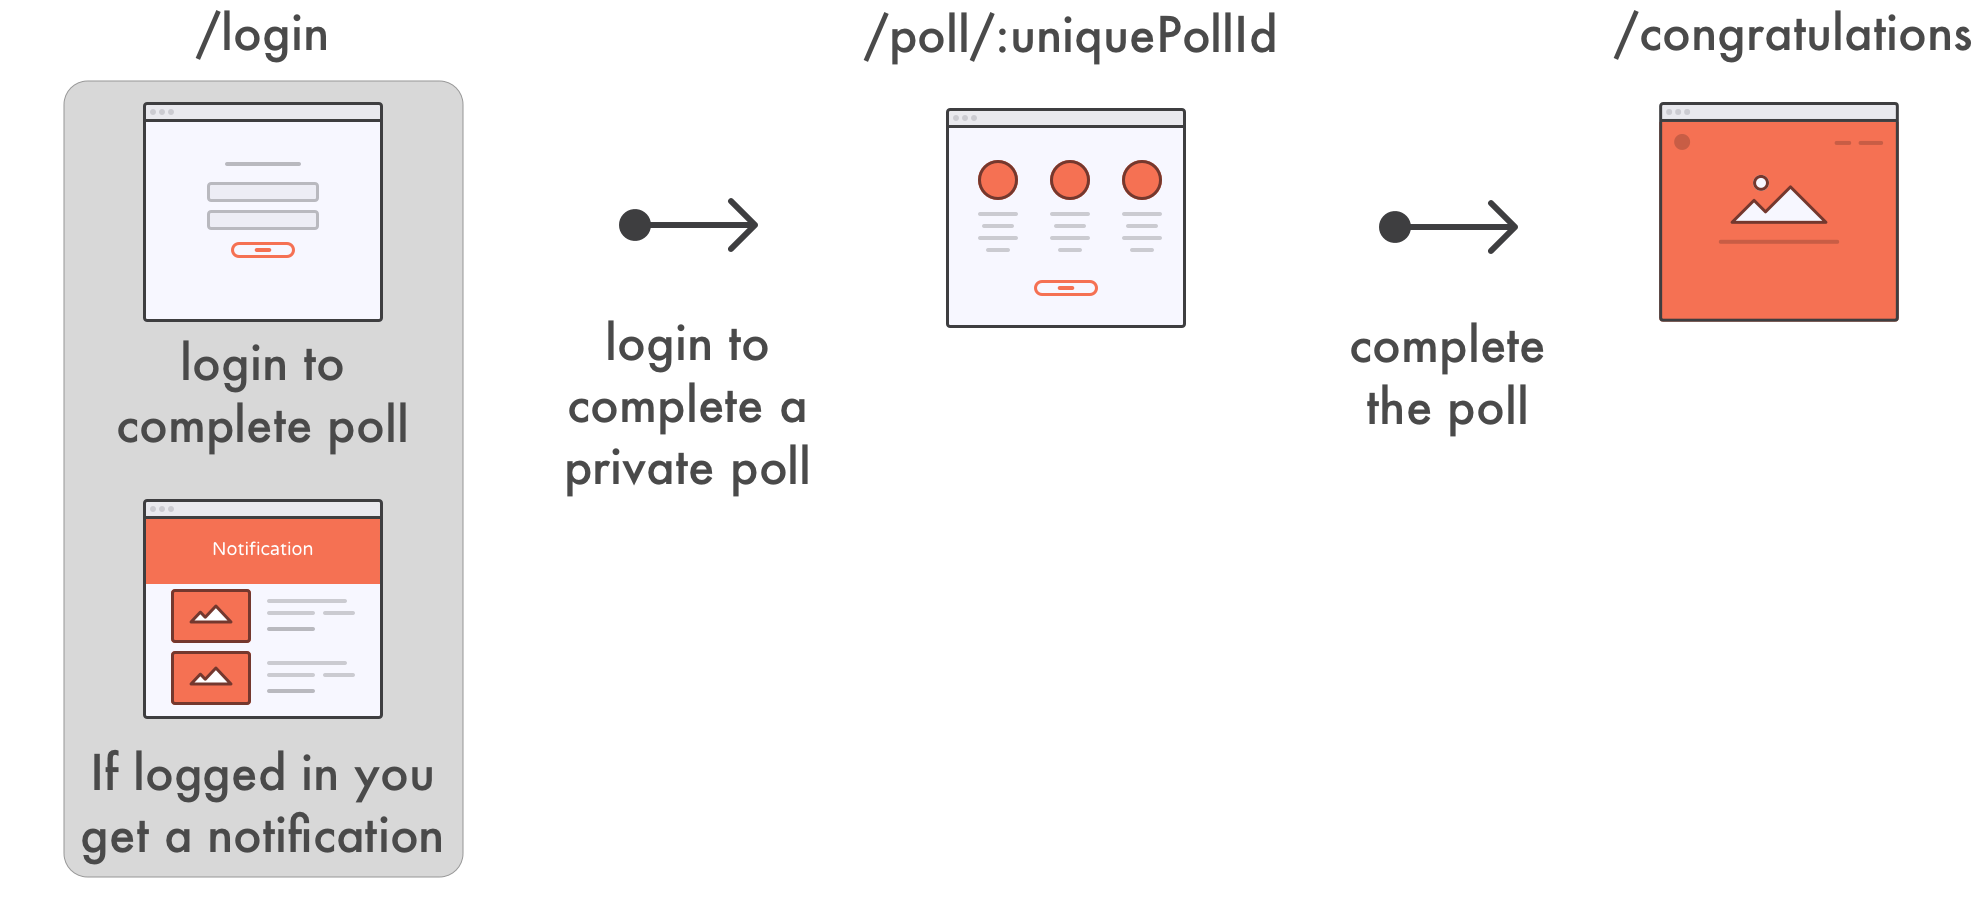 /login
/poll/:uniquePollId
/congratulations
login to
complete poll
Notification
If logged in you
get a notification
login to
complete a
private poll
complete
the poll